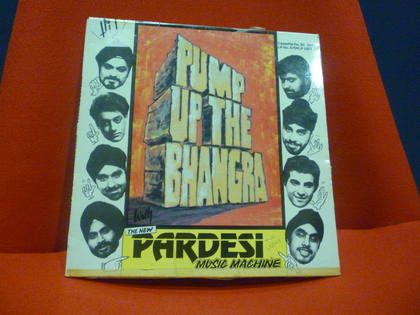 PUMP
UP THE
BHANGRA
THE NEW
PARDESI
MUSIC MACHINE